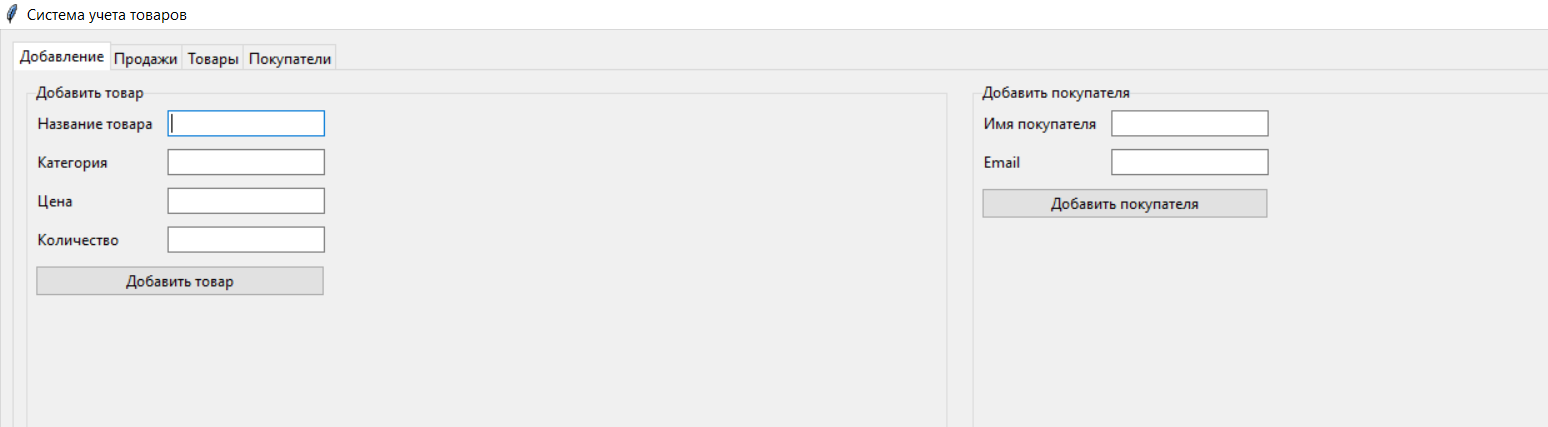 Система учета товаров
Добавление Продажи Товары Покупатели
Добавить товар
Название товара
Категория
Цена
Количество
Добавить товар
Добавить покупателя
Имя покупателя
Email
Добавить покупателя